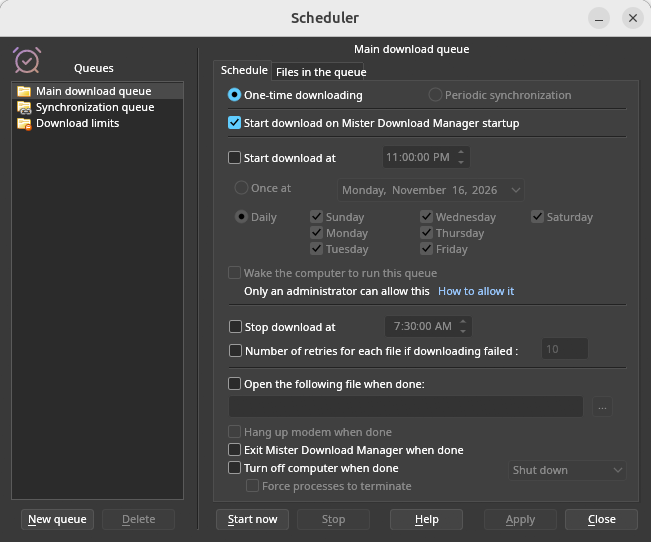 Scheduler
Main download queue
Queues
Schedule
Files in the queue
Main download queue
Synchronization queue
Download limits
One-time downloading
Periodic synchronization
Start download on Mister Download Manager startup
Start download at
11:00:00 PM
Once at
Monday, November 16, 2026
Daily
Sunday
Wednesday
Saturday
Monday
Thursday
Tuesday
Friday
Wake the computer to run this queue
Only an administrator can allow this How to allow it
Stop download at
7:30:00 AM
Number of retries for each file if downloading failed :
10
Open the following file when done:
...
Hang up modem when done
Exit Mister Download Manager when done
Turn off computer when done
Shut down
Force processes to terminate
New queue
Delete
Start now
Stop
Help
Apply
Close